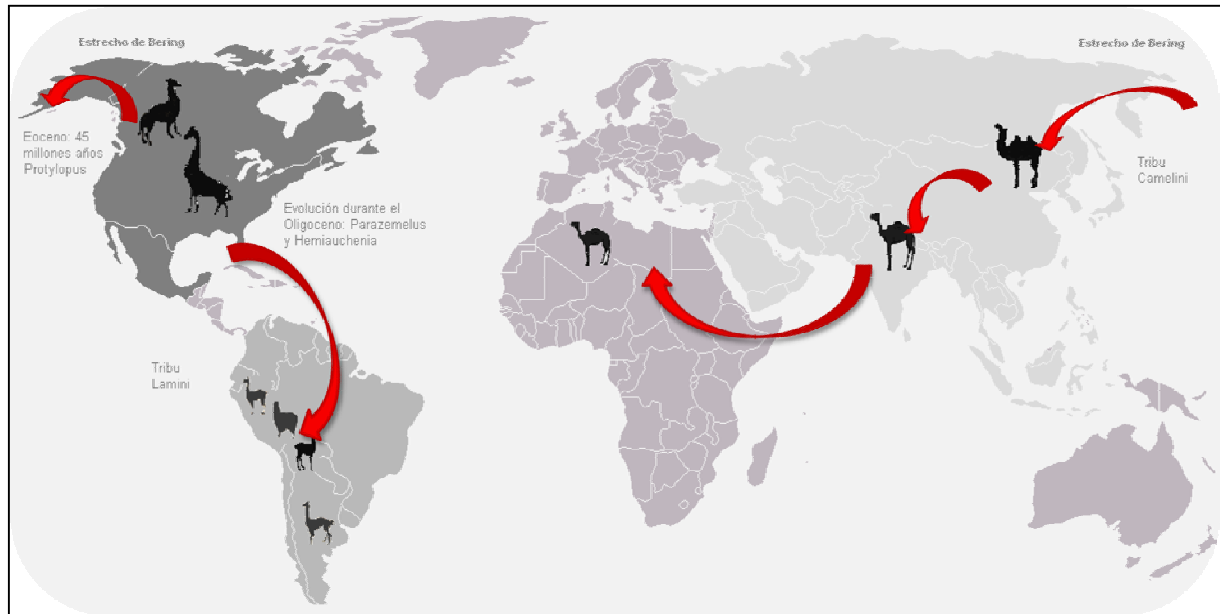 Estrecho de Bering
Estrecho de Bering
Eoceno: 45
millones años
Protylopus
Tribu
Camelini
Evolución durante el
Oligoceno: Parazemelus
y Hemiauchenia
Tribu
Lamini